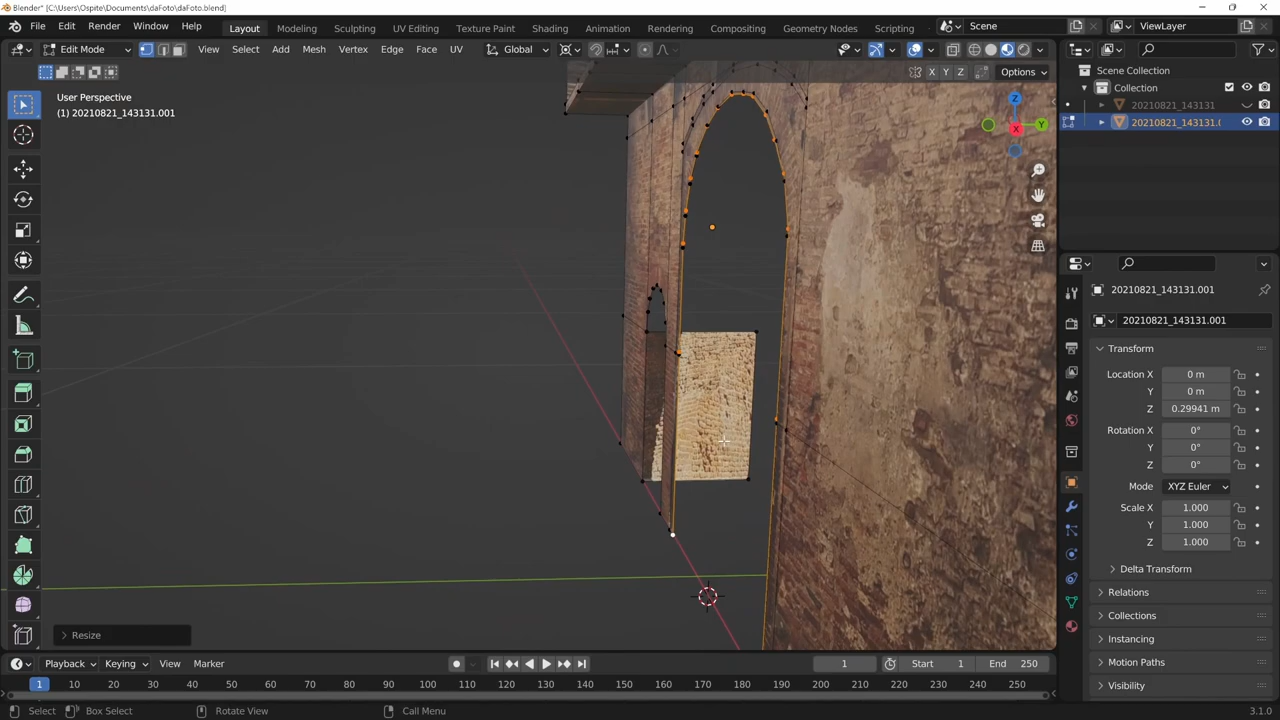 Blender* [C:\Users\Ospite\Documents\daFoto\daFoto.blend]
File Edit Render Window Help Layout Modeling Sculpting UV Editing Texture Paint Shading Animation Rendering Compositing Geometry Nodes Scripting Scene ViewLayer
Edit Mode View Select Add Mesh Vertex Edge Face UV Global
X Y Z Options
User Perspective
(1) 20210821_143131.001
Z
X Y
Scene Collection
Collection
20210821_143131
20210821_143131.(
20210821_143131.001
20210821_143131.001
Transform
Location X 0 m
Y 0 m
Z 0.29941 m
Rotation X 0°
Y 0°
Z 0°
Mode XYZ Euler
Scale X 1.000
Y 1.000
Z 1.000
Delta Transform
Relations
Collections
Instancing
Motion Paths
Visibility
Resize
Playback Keying View Marker 1 Start 1 End 250
1 10 20 30 40 50 60 70 80 90 100 110 120 130 140 150 160 170 180 190 200 210 220 230 240 250
Select Box Select Rotate View Call Menu 3.1.0